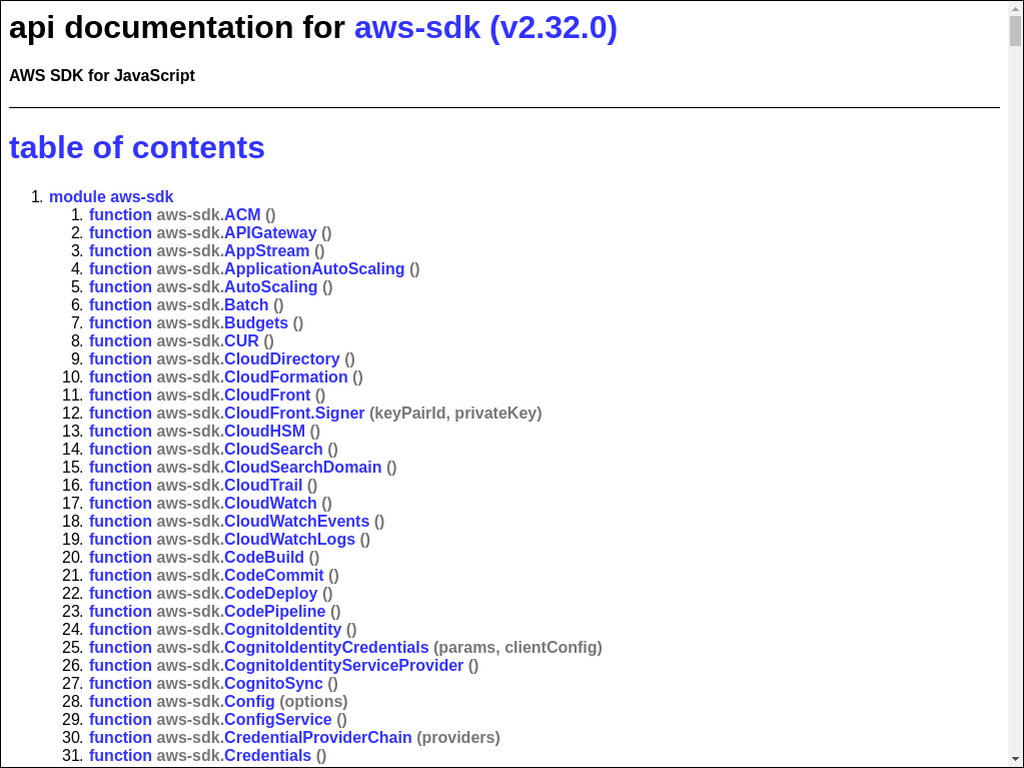 api documentation for aws-sdk (v2.32.0)
AWS SDK for JavaScript
table of contents
1. module aws-sdk
1. function aws-sdk.ACM ()
2. function aws-sdk.APIGateway ()
3. function aws-sdk.AppStream ()
4. function aws-sdk.ApplicationAutoScaling ()
5. function aws-sdk.AutoScaling ()
6. function aws-sdk.Batch ()
7. function aws-sdk.Budgets ()
8. function aws-sdk.CUR ()
9. function aws-sdk.CloudDirectory ()
10. function aws-sdk.CloudFormation ()
11. function aws-sdk.CloudFront ()
12. function aws-sdk.CloudFront.Signer (keyPairId, privateKey)
13. function aws-sdk.CloudHSM ()
14. function aws-sdk.CloudSearch ()
15. function aws-sdk.CloudSearchDomain ()
16. function aws-sdk.CloudTrail ()
17. function aws-sdk.CloudWatch ()
18. function aws-sdk.CloudWatchEvents ()
19. function aws-sdk.CloudWatchLogs ()
20. function aws-sdk.CodeBuild ()
21. function aws-sdk.CodeCommit ()
22. function aws-sdk.CodeDeploy ()
23. function aws-sdk.CodePipeline ()
24. function aws-sdk.CognitoIdentity ()
25. function aws-sdk.CognitoIdentityCredentials (params, clientConfig)
26. function aws-sdk.CognitoIdentityServiceProvider ()
27. function aws-sdk.CognitoSync ()
28. function aws-sdk.Config (options)
29. function aws-sdk.ConfigService ()
30. function aws-sdk.CredentialProviderChain (providers)
31. function aws-sdk.Credentials ()